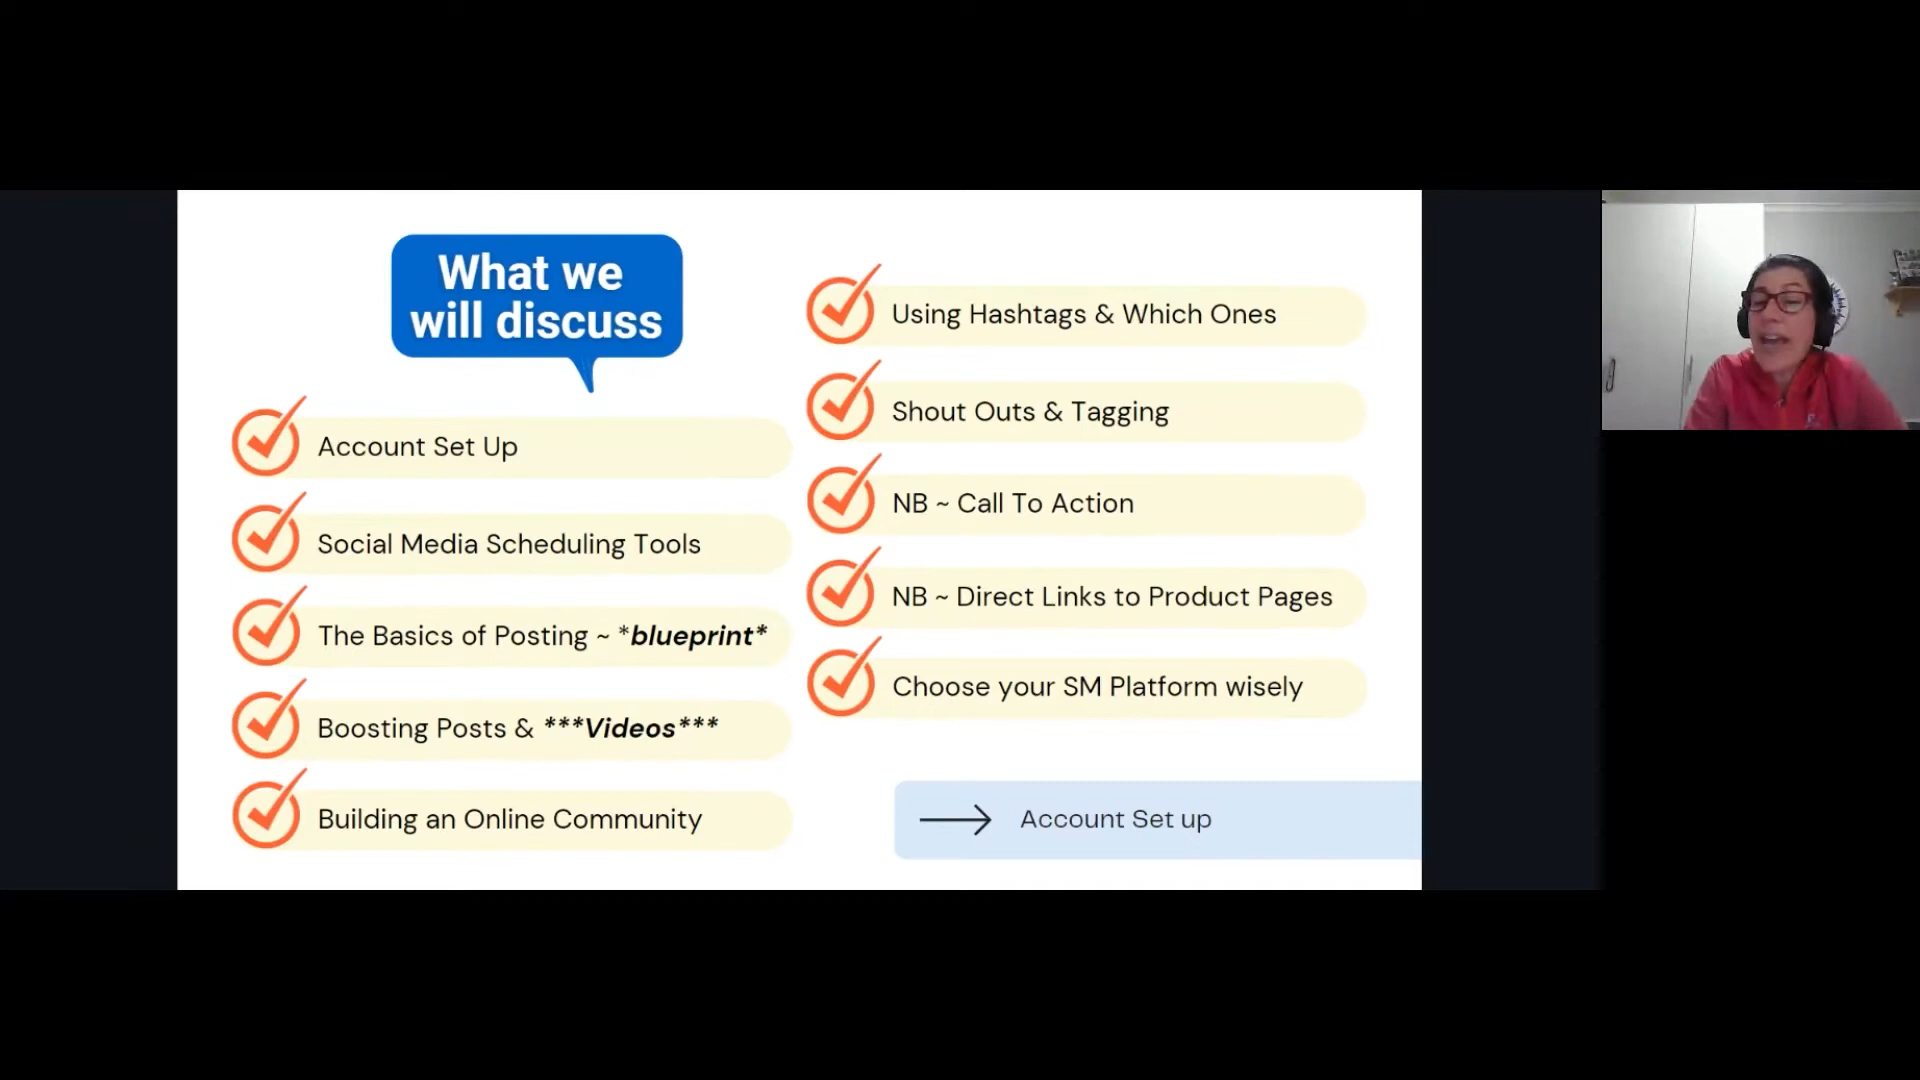 What we
will discuss
Account Set Up
Social Media Scheduling Tools
The Basics of Posting ~ *blueprint*
Boosting Posts & ***Videos***
Building an Online Community
Using Hashtags & Which Ones
Shout Outs & Tagging
NB ~ Call To Action
NB ~ Direct Links to Product Pages
Choose your SM Platform wisely
Account Set up